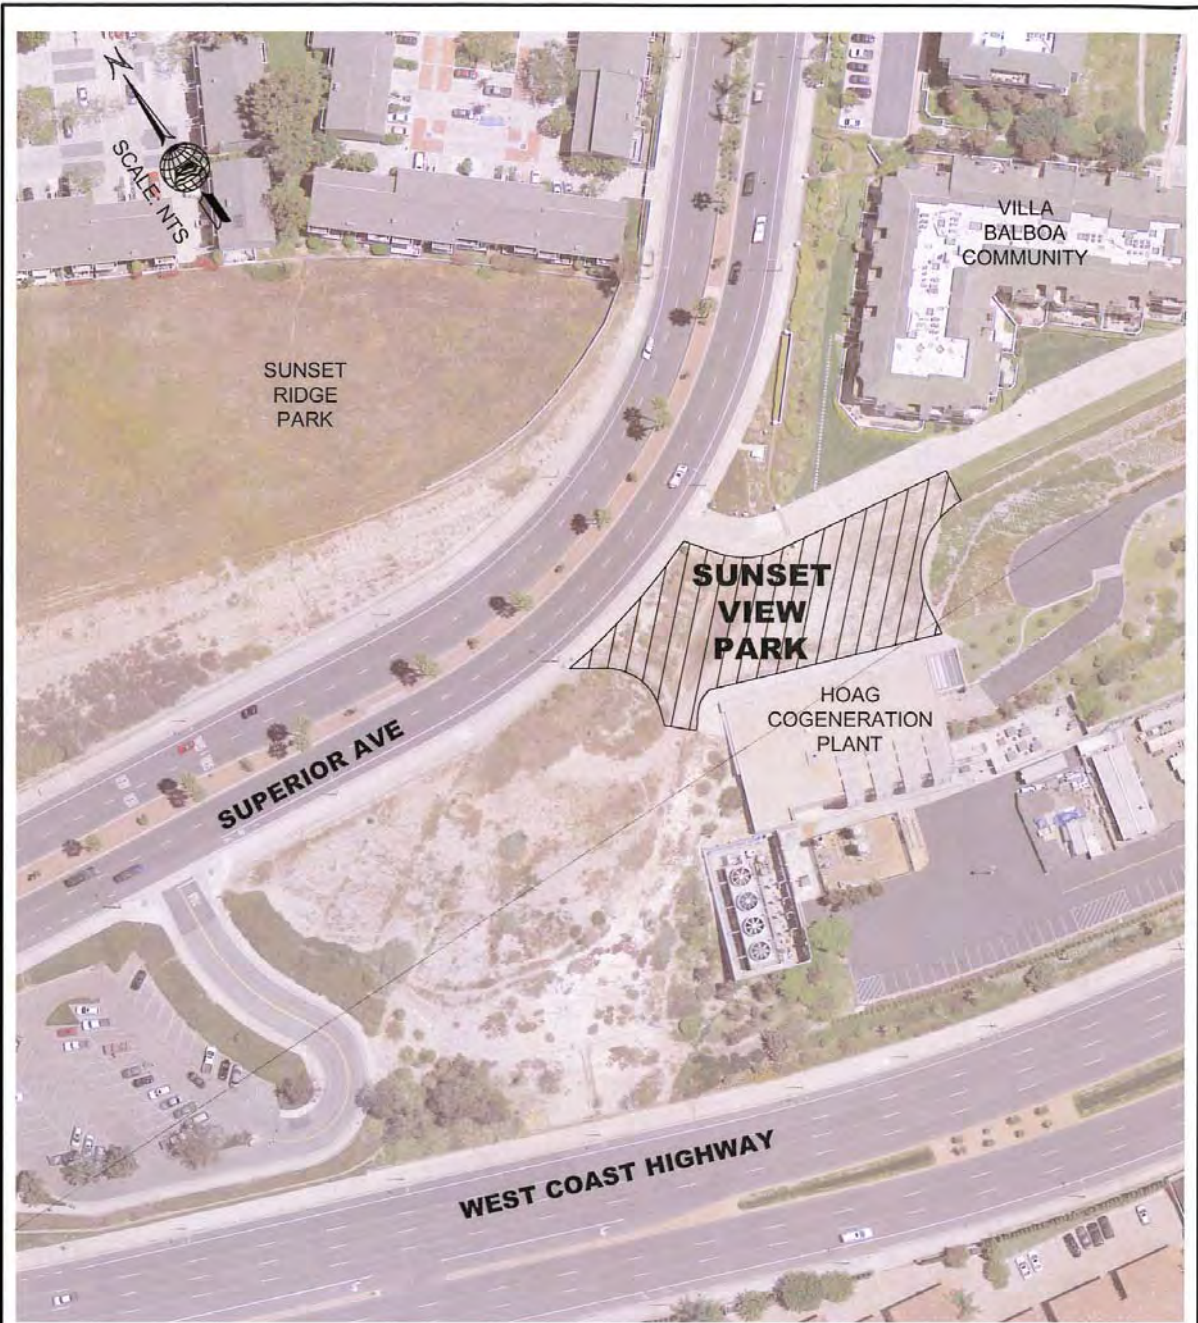 N
SCALE: NTS
VILLA
BALBOA
COMMUNITY
SUNSET
RIDGE
PARK
SUNSET
VIEW
PARK
HOAG
COGENERATION
PLANT
SUPERIOR AVE
WEST COAST HIGHWAY